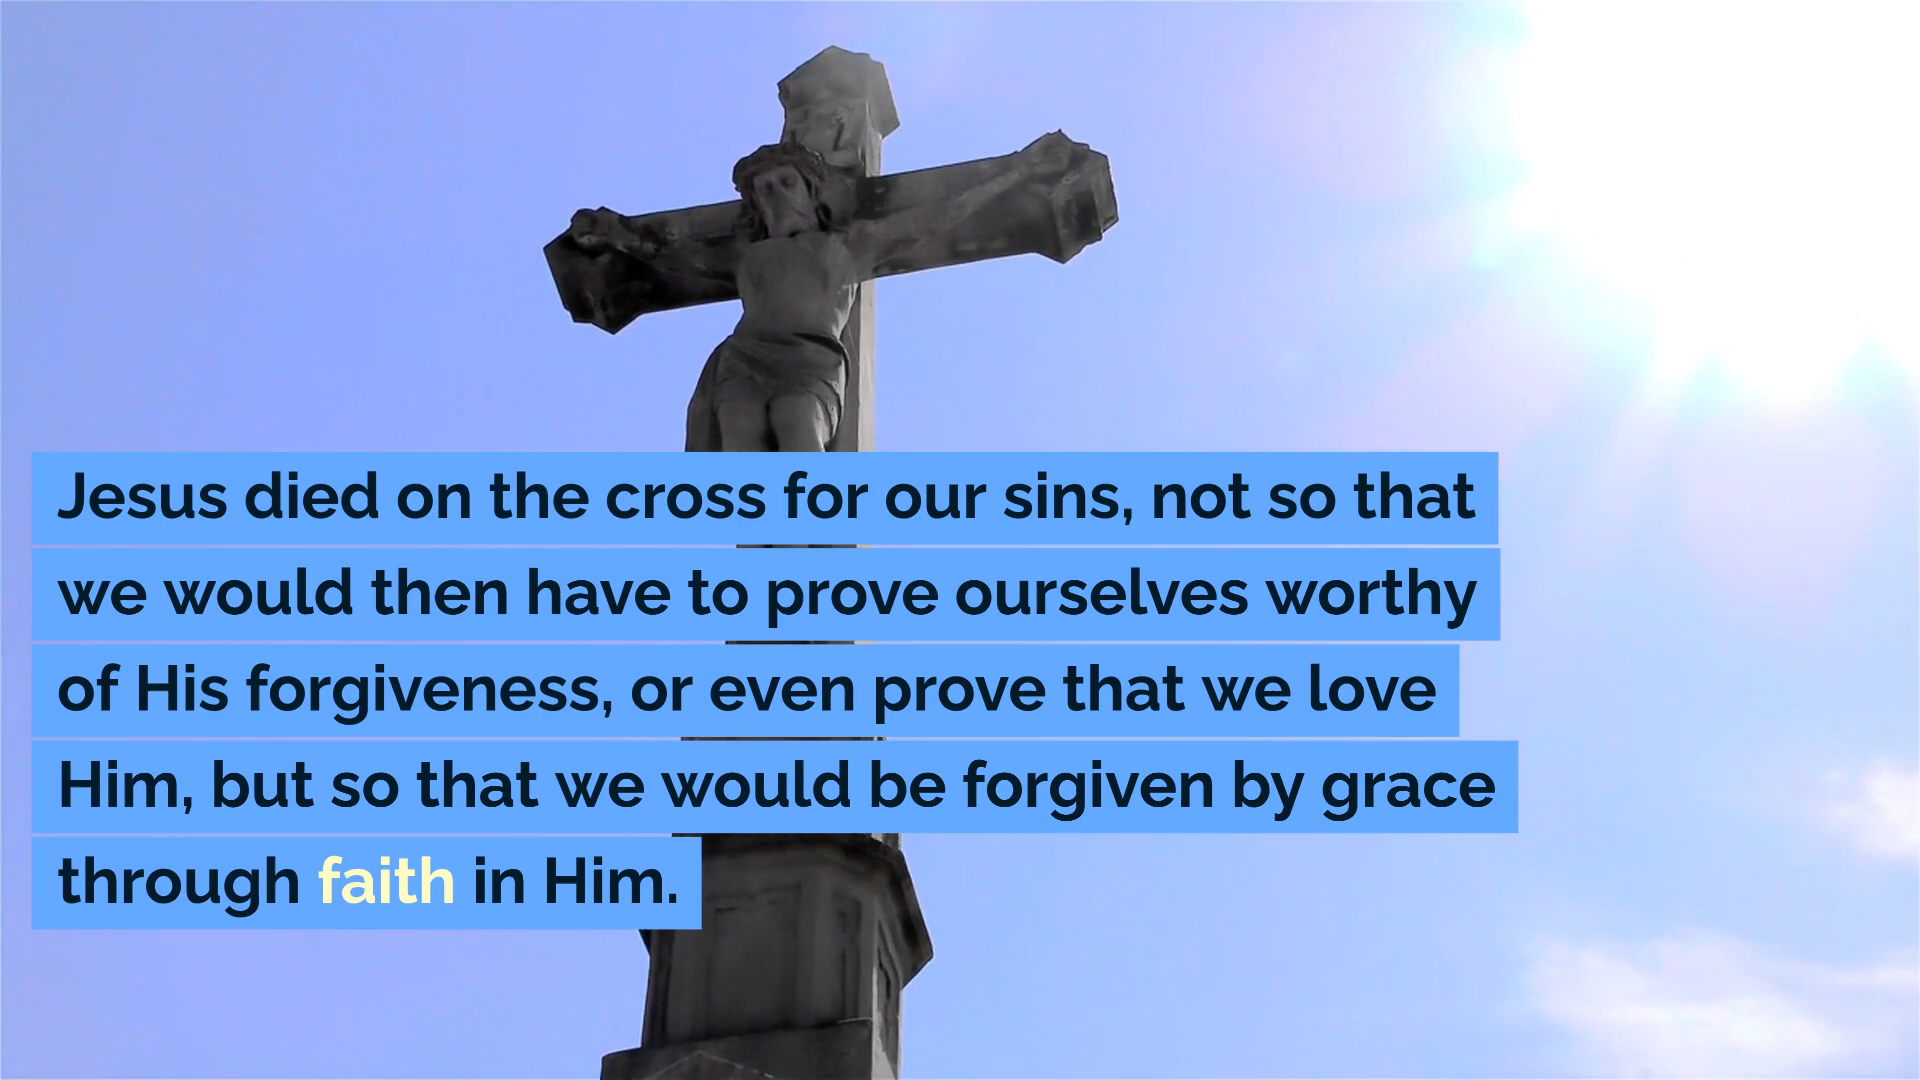 Jesus died on the cross for our sins, not so that
we would then have to prove ourselves worthy
of His forgiveness, or even prove that we love
Him, but so that we would be forgiven by grace
through faith in Him.